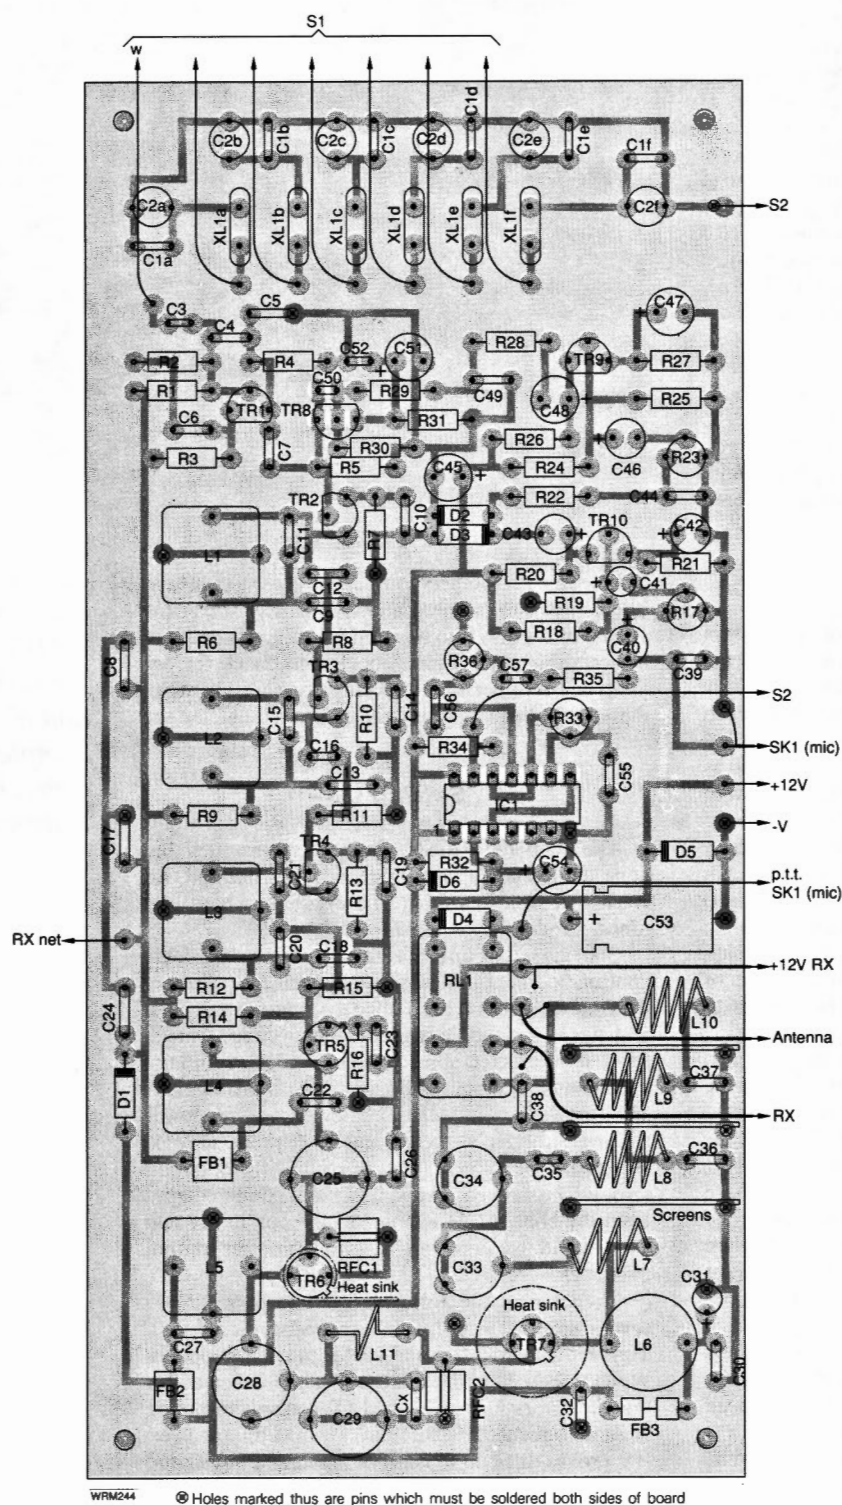 S1
w
C2b C1b C2c C1c C2d C1d C2e C1e C1f
C2a XL1a XL1b XL1c XL1d XL1e XL1f C2f S2
C1a
C3 C5 C47
C4 R28
R2 R4 C52 C51 TR9 R27
R1 C50 R29 C49
TR1 TR8 C48 R25
C6 R31
R26 C46
R3 C7 R30 R23
R5 C45 R24
TR2 R22 C44
C10 D2
L1 C11 R7 D3 C43 TR10 C42
R21
C12 R20 C41
C9 R19 R17
R6 R8 R18 C40
C8 TR3 R36 C57 R35 C39
R10 C14 C56 S2
L2 C15 R33
C16 R34 SK1 (mic)
C13 IC1 C55 +12V
R9 R11 1 -V
C17 TR4 D5
C21 R32 C54 p.t.t.
L3 R13 C19 D6 SK1 (mic)
D4 C53
RX net C20 C18
RL1 +12V RX
R12 R15
C24 R14 L10
TR5 C23 Antenna
R16
L4 C37
D1 C22 C38 L9
RX
FB1 C26 C35 L8 C36
C25 C34
Screens
L5 RFC1 C33 L7
TR6 Heat sink C31
Heat sink
C27 L11 TR7 L6
C30
FB2 C28 Cx RFC2 C32
C29 FB3
WRM244
Holes marked thus are pins which must be soldered both sides of board